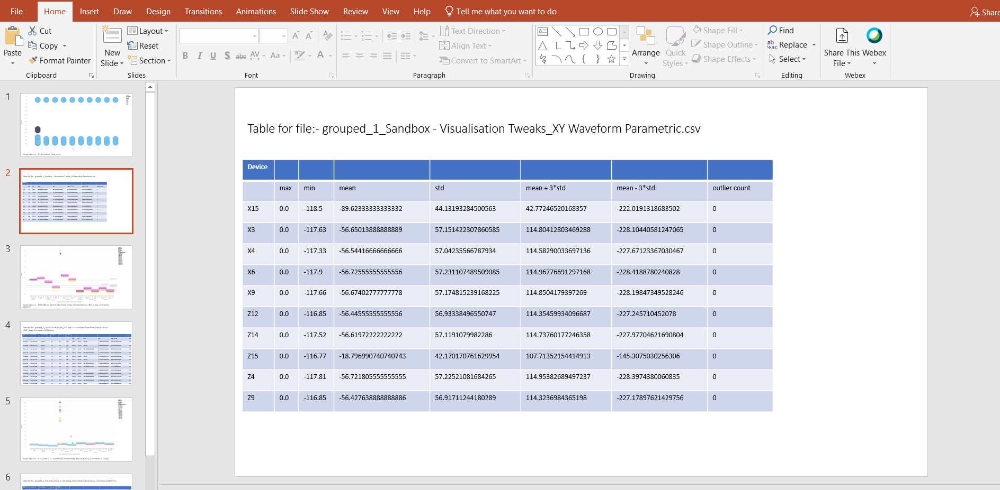 File Home Insert Draw Design Transitions Animations Slide Show Review View Help Tell me what you want to do Share
Paste
Cut
Copy
Format Painter
Clipboard
New Slide
Layout
Reset
Section
Slides
B I U S abc AV Aa A
Font
Text Direction
Align Text
Convert to SmartArt
Paragraph
Arrange
Quick Styles
Shape Fill
Shape Outline
Shape Effects
Drawing
Find
Replace
Select
Editing
Share This File
Webex
Webex
1
2
3
4
5
6
Table for file:- grouped_1_Sandbox - Visualisation Tweaks_XY Waveform Parametric.csv
Device
max min mean std mean + 3*std mean - 3*std outlier count
X15 0.0 -118.5 -89.62333333333332 44.13193284500563 42.77246520168357 -222.0191318683502 0
X3 0.0 -117.63 -56.65013888888889 57.151422307860585 114.80412803469288 -228.10440581247065 0
X4 0.0 -117.33 -56.54416666666666 57.04235566787934 114.58290033697136 -227.67123367030467 0
X6 0.0 -117.9 -56.72555555555556 57.231107489509085 114.96776691297168 -228.4188780240828 0
X9 0.0 -117.66 -56.67402777777778 57.174815239168225 114.8504179397269 -228.19847349528246 0
Z12 0.0 -116.85 -56.44555555555556 56.93338496550747 114.35459934096687 -227.245710452078 0
Z14 0.0 -117.52 -56.61972222222222 57.1191079982286 114.73760177246358 -227.97704621690804 0
Z15 0.0 -116.77 -18.796990740740743 42.170170761629954 107.71352154414913 -145.3075030256306 0
Z4 0.0 -117.81 -56.721805555555555 57.22521081684265 114.95382689497237 -228.3974380060835 0
Z9 0.0 -116.85 -56.427638888888886 56.91711244180289 114.3236984365198 -227.17897621429756 0